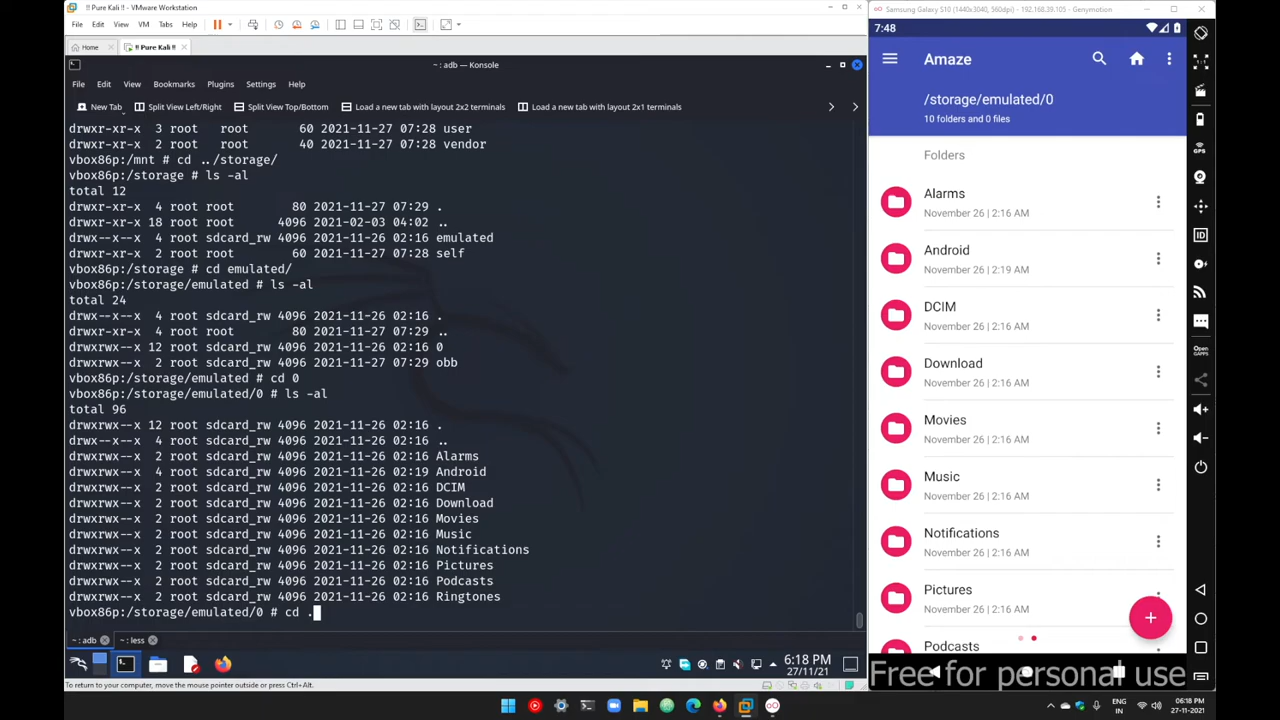 !! Pure Kali !! - VMware Workstation
File Edit View VM Tabs Help
Home !! Pure Kali !!
~ : adb — Konsole
File Edit View Bookmarks Plugins Settings Help
New Tab Split View Left/Right Split View Top/Bottom Load a new tab with layout 2x2 terminals Load a new tab with layout 2x1 terminals
drwxr-xr-x 3 root root 60 2021-11-27 07:28 user
drwxr-xr-x 2 root root 40 2021-11-27 07:28 vendor
vbox86p:/mnt # cd ../storage/
vbox86p:/storage # ls -al
total 12
drwxr-xr-x 4 root root 80 2021-11-27 07:29 .
drwxr-xr-x 18 root root 4096 2021-02-03 04:02 ..
drwx--x--x 4 root sdcard_rw 4096 2021-11-26 02:16 emulated
drwxr-xr-x 2 root root 60 2021-11-27 07:28 self
vbox86p:/storage # cd emulated/
vbox86p:/storage/emulated # ls -al
total 24
drwx--x--x 4 root sdcard_rw 4096 2021-11-26 02:16 .
drwxr-xr-x 4 root root 80 2021-11-27 07:29 ..
drwxrwx--x 12 root sdcard_rw 4096 2021-11-26 02:16 0
drwxrwx--x 2 root sdcard_rw 4096 2021-11-27 07:29 obb
vbox86p:/storage/emulated # cd 0
vbox86p:/storage/emulated/0 # ls -al
total 96
drwxrwx--x 12 root sdcard_rw 4096 2021-11-26 02:16 .
drwx--x--x 4 root sdcard_rw 4096 2021-11-26 02:16 ..
drwxrwx--x 2 root sdcard_rw 4096 2021-11-26 02:16 Alarms
drwxrwx--x 4 root sdcard_rw 4096 2021-11-26 02:19 Android
drwxrwx--x 2 root sdcard_rw 4096 2021-11-26 02:16 DCIM
drwxrwx--x 2 root sdcard_rw 4096 2021-11-26 02:16 Download
drwxrwx--x 2 root sdcard_rw 4096 2021-11-26 02:16 Movies
drwxrwx--x 2 root sdcard_rw 4096 2021-11-26 02:16 Music
drwxrwx--x 2 root sdcard_rw 4096 2021-11-26 02:16 Notifications
drwxrwx--x 2 root sdcard_rw 4096 2021-11-26 02:16 Pictures
drwxrwx--x 2 root sdcard_rw 4096 2021-11-26 02:16 Podcasts
drwxrwx--x 2 root sdcard_rw 4096 2021-11-26 02:16 Ringtones
vbox86p:/storage/emulated/0 # cd .
~ : adb ~ : less
6:18 PM
27/11/21
To return to your computer, move the mouse pointer outside or press Ctrl+Alt.
Samsung Galaxy S10 (1440x3040, 560dpi) - 192.168.39.105 - Genymotion
7:48
Amaze
/storage/emulated/0
10 folders and 0 files
Folders
Alarms
November 26 | 2:16 AM
Android
November 26 | 2:19 AM
DCIM
November 26 | 2:16 AM
Download
November 26 | 2:16 AM
Movies
November 26 | 2:16 AM
Music
November 26 | 2:16 AM
Notifications
November 26 | 2:16 AM
Pictures
November 26 | 2:16 AM
Podcasts
Free for personal use
GPS
ID
Open
GAPPS
ENG
IN
06:18 PM
27-11-2021